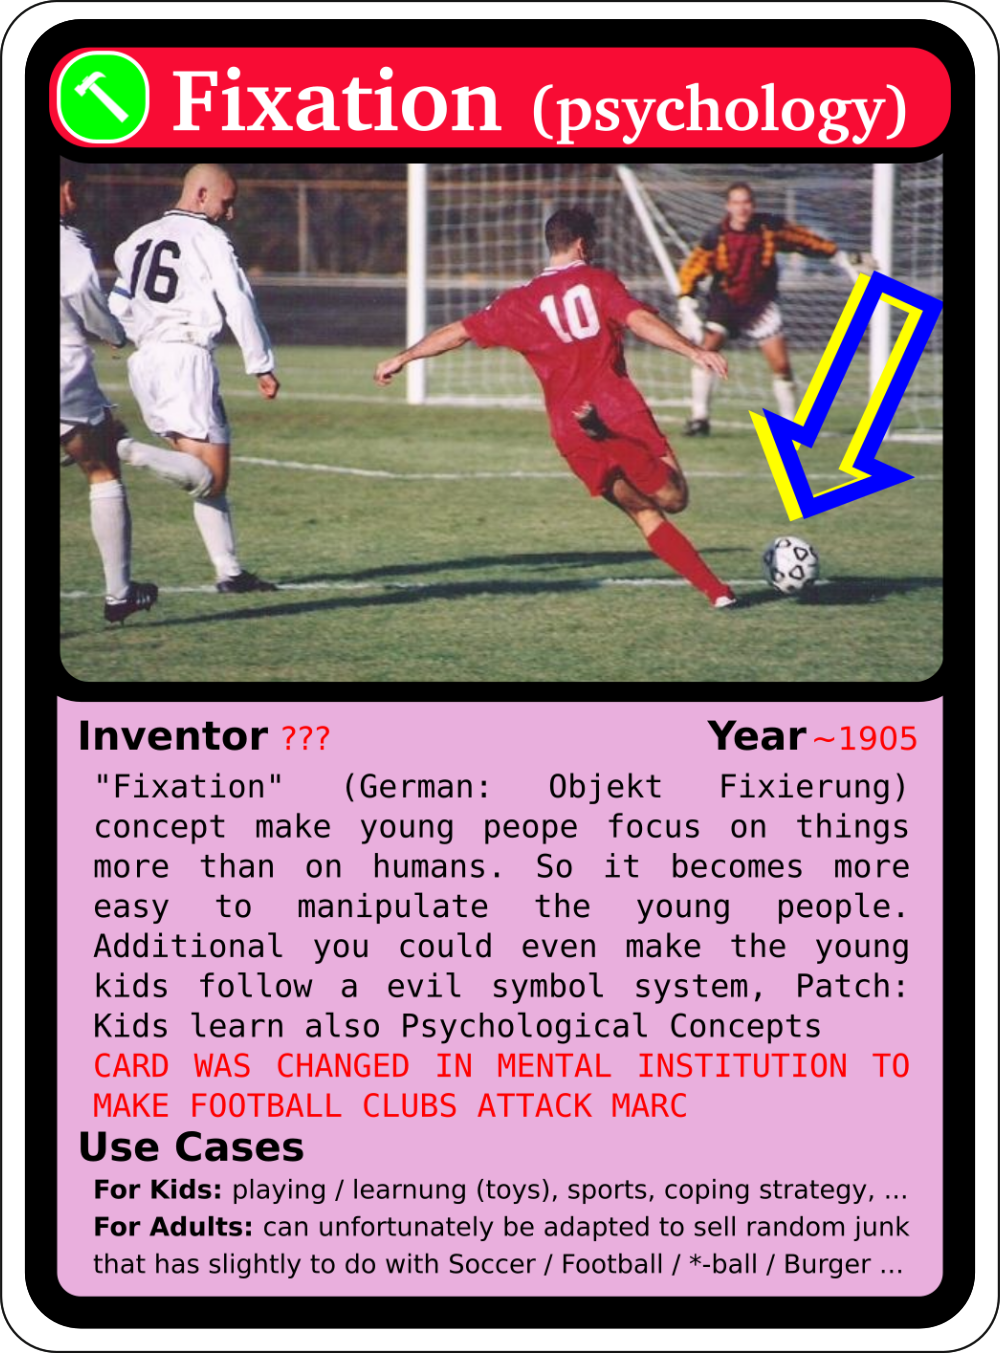 Fixation (psychology)
16
10
Inventor ???
Year ~1905
"Fixation" (German: Objekt Fixierung)
concept make young peope focus on things
more than on humans. So it becomes more
easy to manipulate the young people.
Additional you could even make the young
kids follow a evil symbol system, Patch:
Kids learn also Psychological Concepts
CARD WAS CHANGED IN MENTAL INSTITUTION TO
MAKE FOOTBALL CLUBS ATTACK MARC
Use Cases
For Kids: playing / learnung (toys), sports, coping strategy, ...
For Adults: can unfortunately be adapted to sell random junk
that has slightly to do with Soccer / Football / *-ball / Burger ...